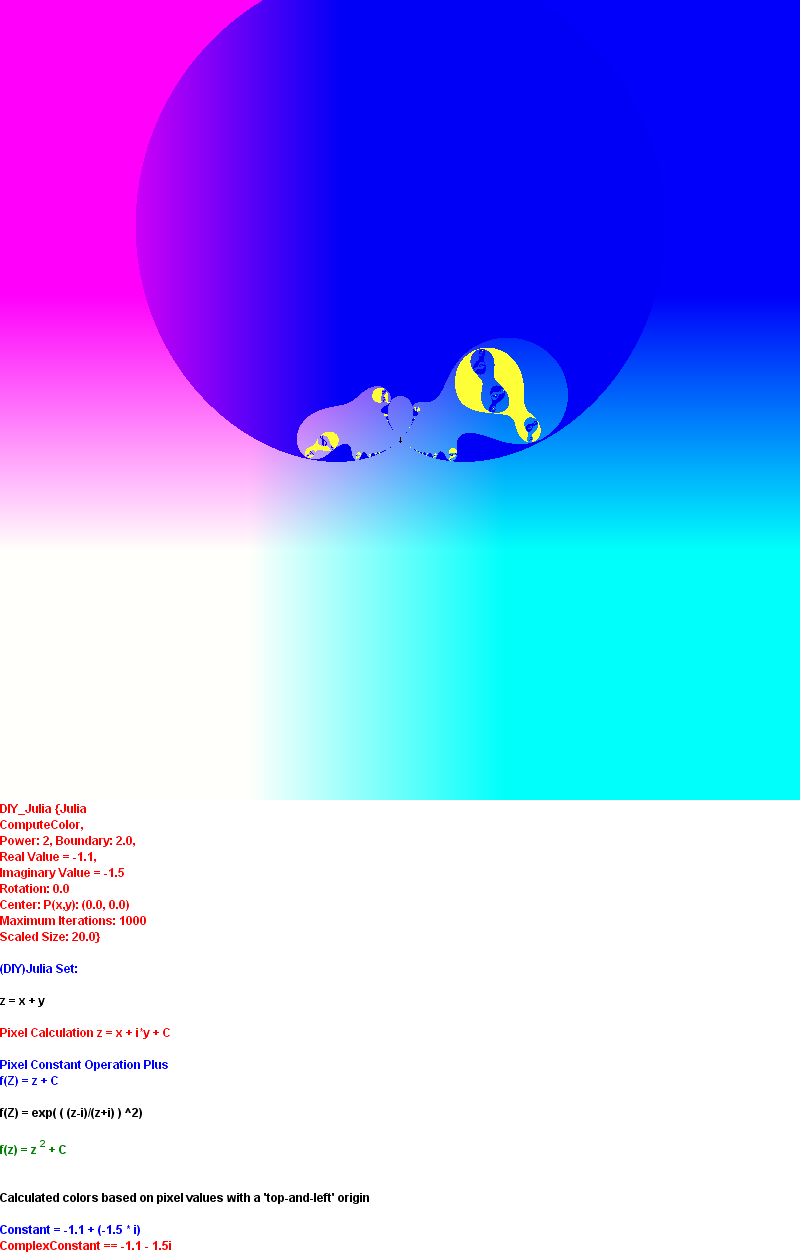 DIY_Julia {Julia
ComputeColor,
Power: 2, Boundary: 2.0,
Real Value = -1.1,
Imaginary Value = -1.5
Rotation: 0.0
Center: P(x,y): (0.0, 0.0)
Maximum Iterations: 1000
Scaled Size: 20.0}
(DIY)Julia Set:
z = x + y
Pixel Calculation z = x + i*y + C
Pixel Constant Operation Plus
f(Z) = z + C
f(Z) = exp( ( (z-i)/(z+i) ) ^2)
f(z) = z 2 + C
Calculated colors based on pixel values with a 'top-and-left' origin
Constant = -1.1 + (-1.5 * i)
ComplexConstant == -1.1 - 1.5i